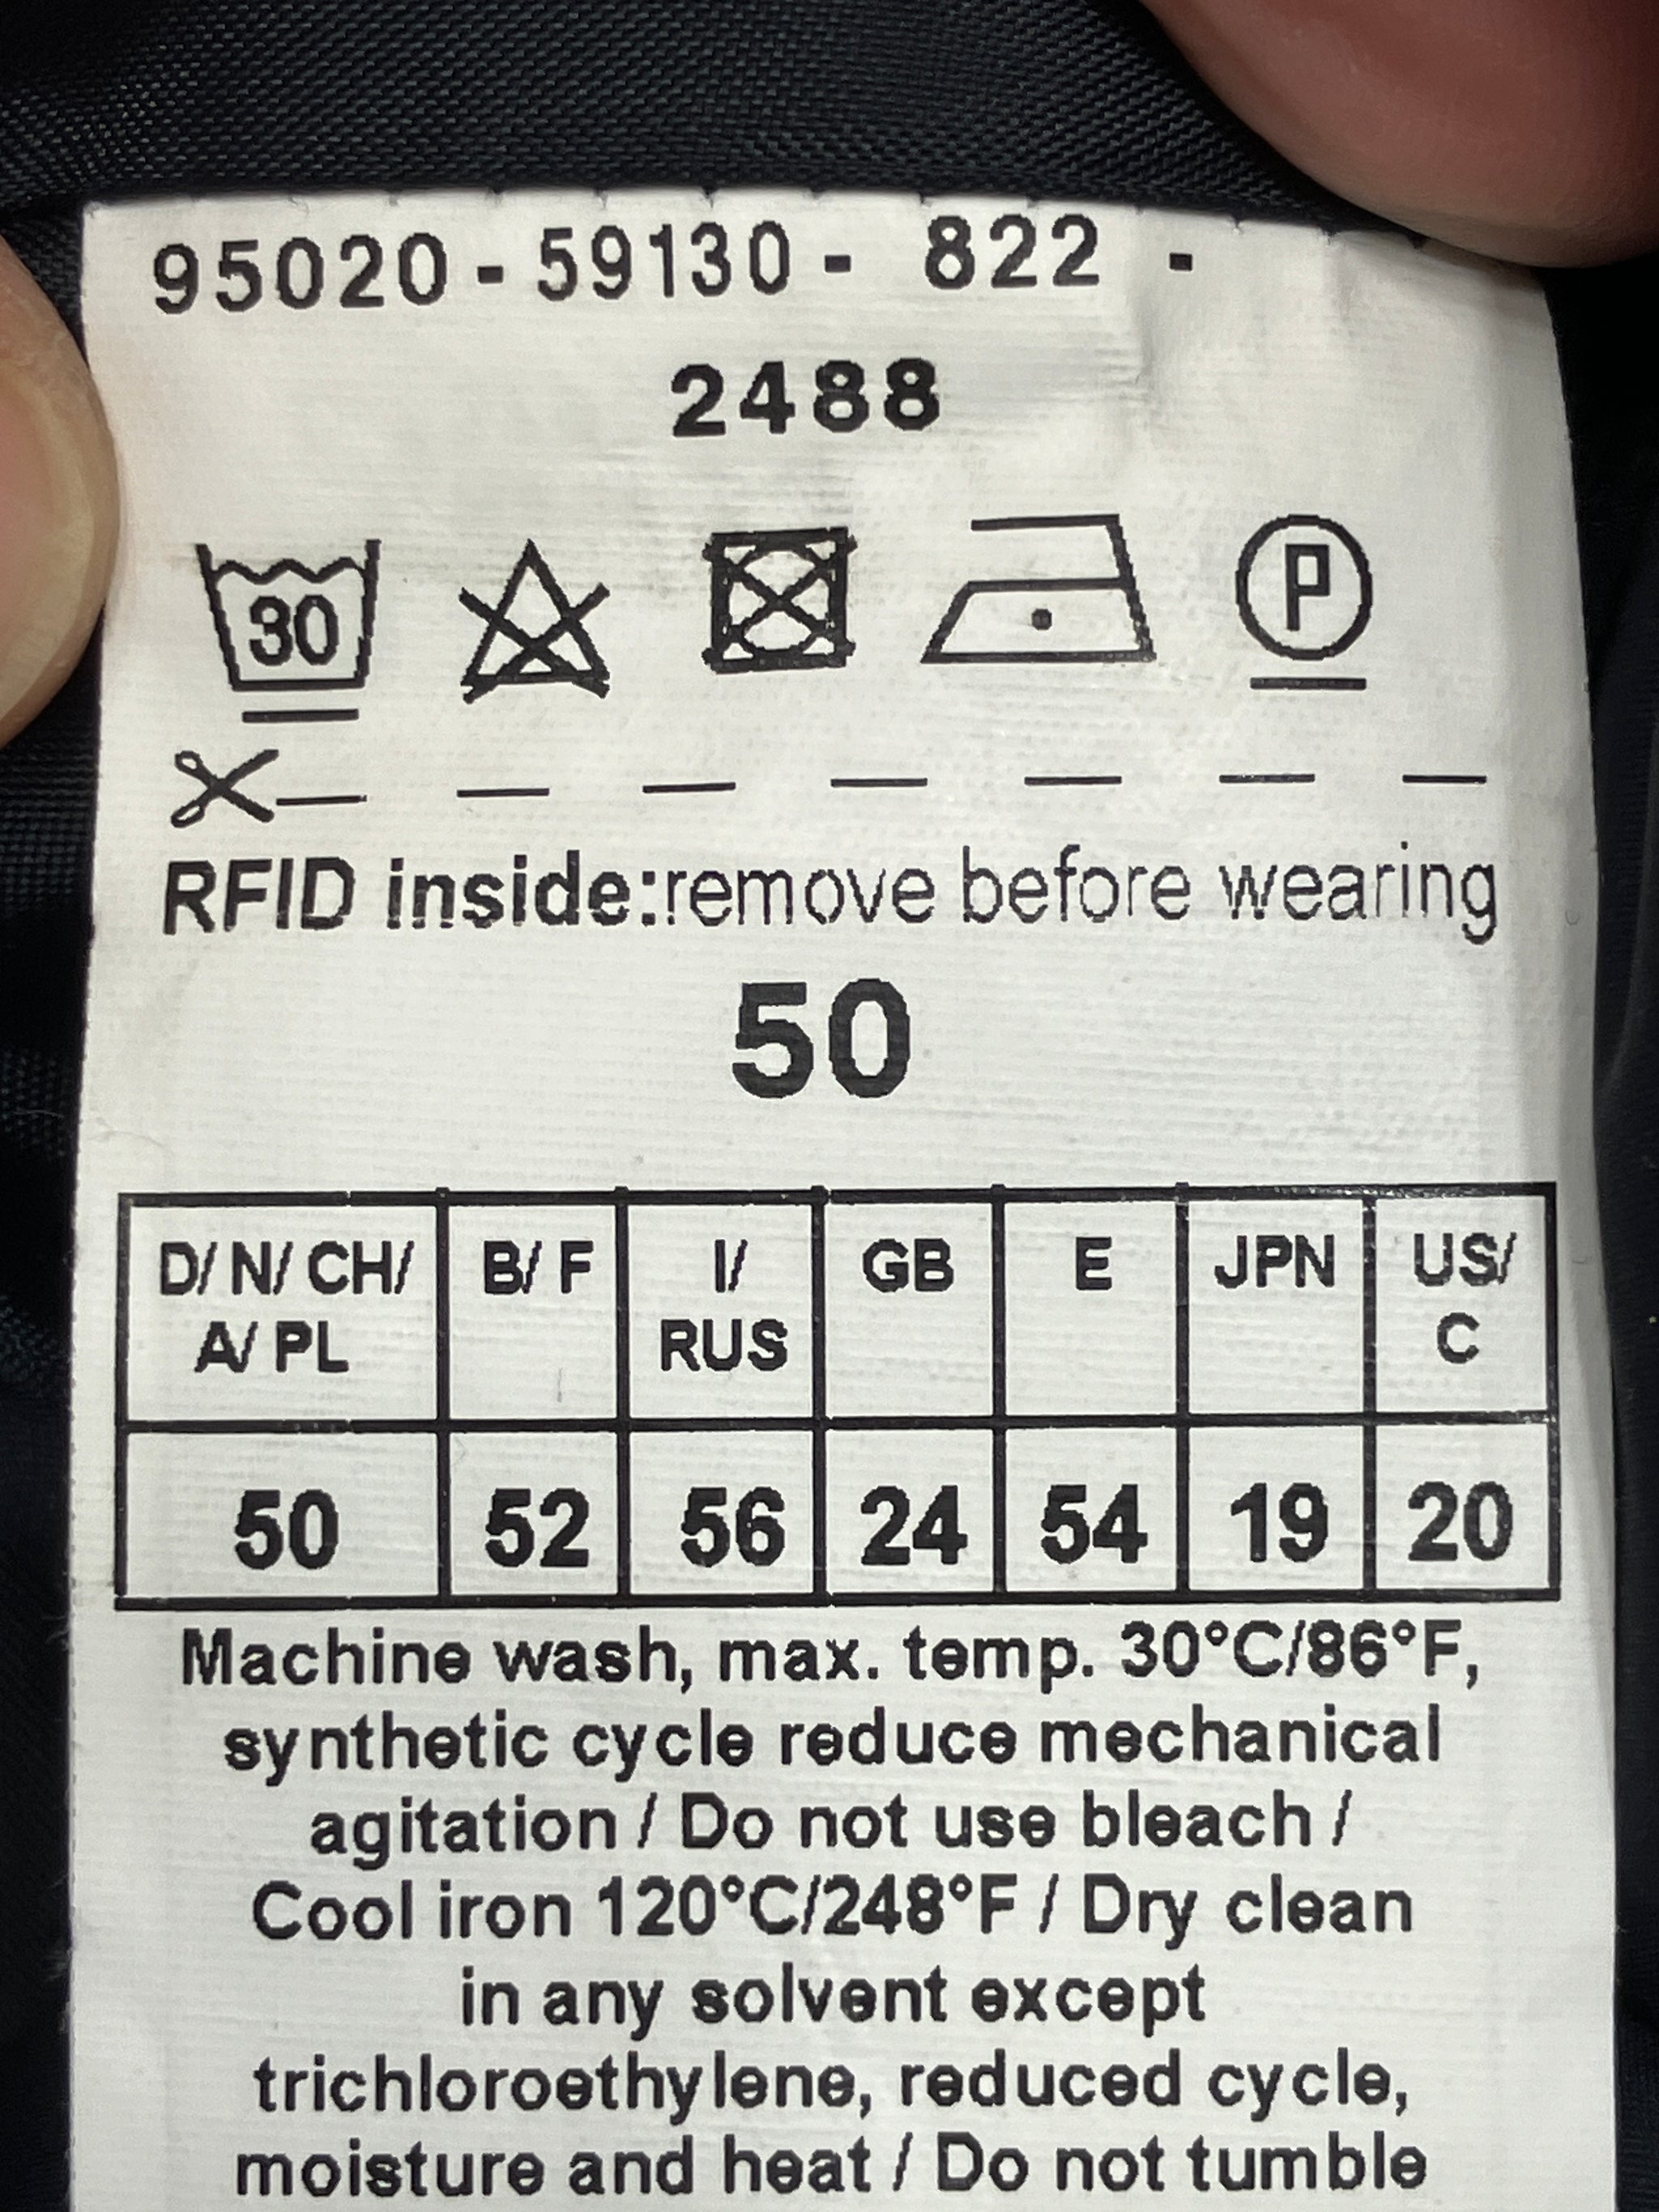 95020 - 59130 - 822 -
2488
30 P
RFID inside:remove before wearing
50
D/ N/ CH/ A/ PL B/ F I/ RUS GB E JPN US/ C
50 52 56 24 54 19 20
Machine wash, max. temp. 30°C/86°F,
synthetic cycle reduce mechanical
agitation / Do not use bleach /
Cool iron 120°C/248°F / Dry clean
in any solvent except
trichloroethylene, reduced cycle,
moisture and heat / Do not tumble